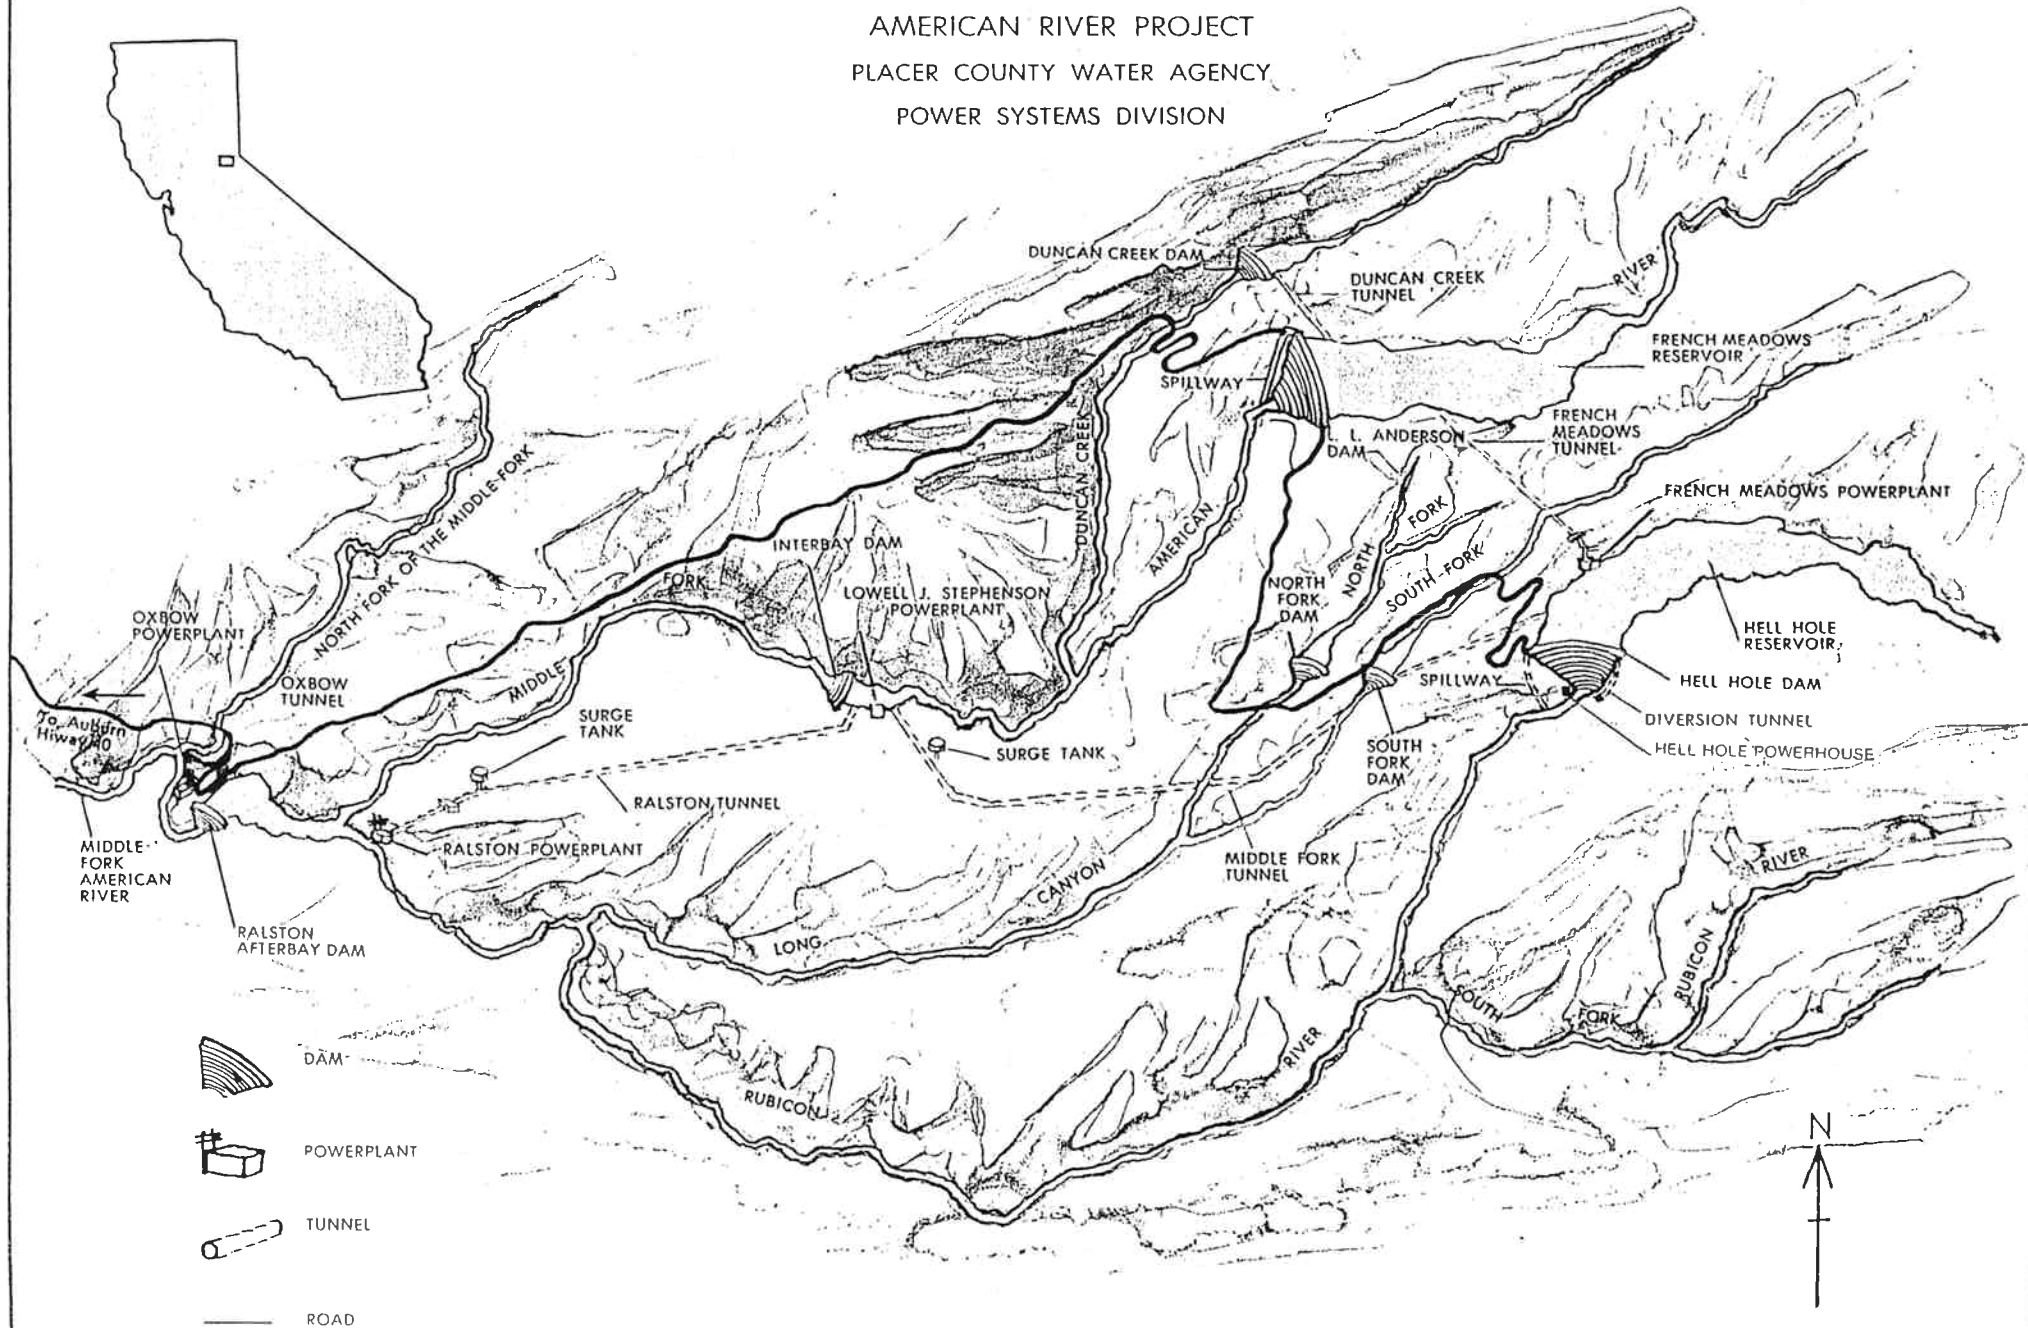 AMERICAN RIVER PROJECT
PLACER COUNTY WATER AGENCY
POWER SYSTEMS DIVISION
DUNCAN CREEK DAM
DUNCAN CREEK
TUNNEL
RIVER
FRENCH MEADOWS
RESERVOIR
SPILLWAY
FRENCH
MEADOWS
TUNNEL
L. L. ANDERSON
DAM
DUNCAN CREEK
AMERICAN
FRENCH MEADOWS POWERPLANT
NORTH
FORK
SOUTH-FORK
NORTH FORK OF THE MIDDLE-FORK
INTERBAY DAM
FORK
LOWELL J. STEPHENSON
POWERPLANT
NORTH
FORK
DAM
OXBOW
POWERPLANT
HELL HOLE
RESERVOIR
OXBOW
TUNNEL
MIDDLE
SPILLWAY
HELL HOLE DAM
To Auburn
Hiway 40
SURGE
TANK
DIVERSION TUNNEL
SURGE TANK
SOUTH
FORK
DAM
HELL HOLE POWERHOUSE
RALSTON TUNNEL
RALSTON POWERPLANT
MIDDLE-
FORK
AMERICAN
RIVER
MIDDLE FORK
TUNNEL
CANYON
RIVER
RALSTON
AFTERBAY DAM
LONG
RUBICON
SOUTH
FORK
RIVER
RUBICON
DAM
POWERPLANT
TUNNEL
ROAD
N